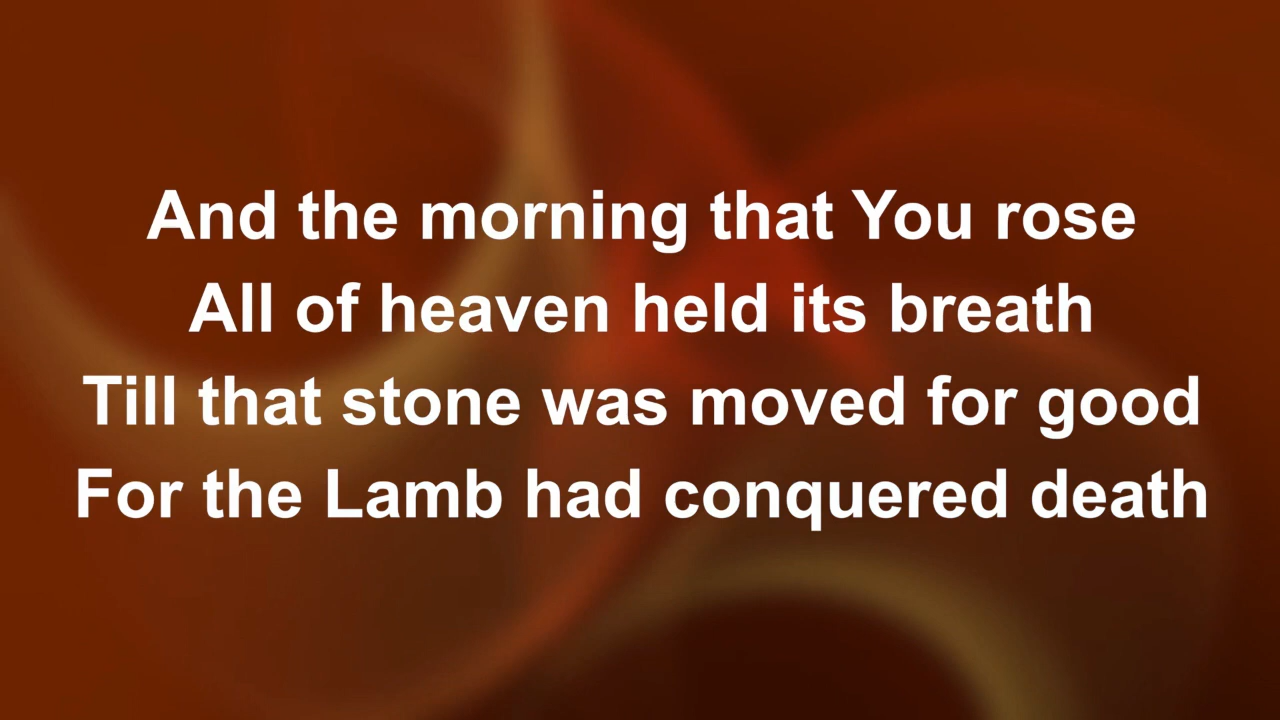 And the morning that You rose
All of heaven held its breath
Till that stone was moved for good
For the Lamb had conquered death